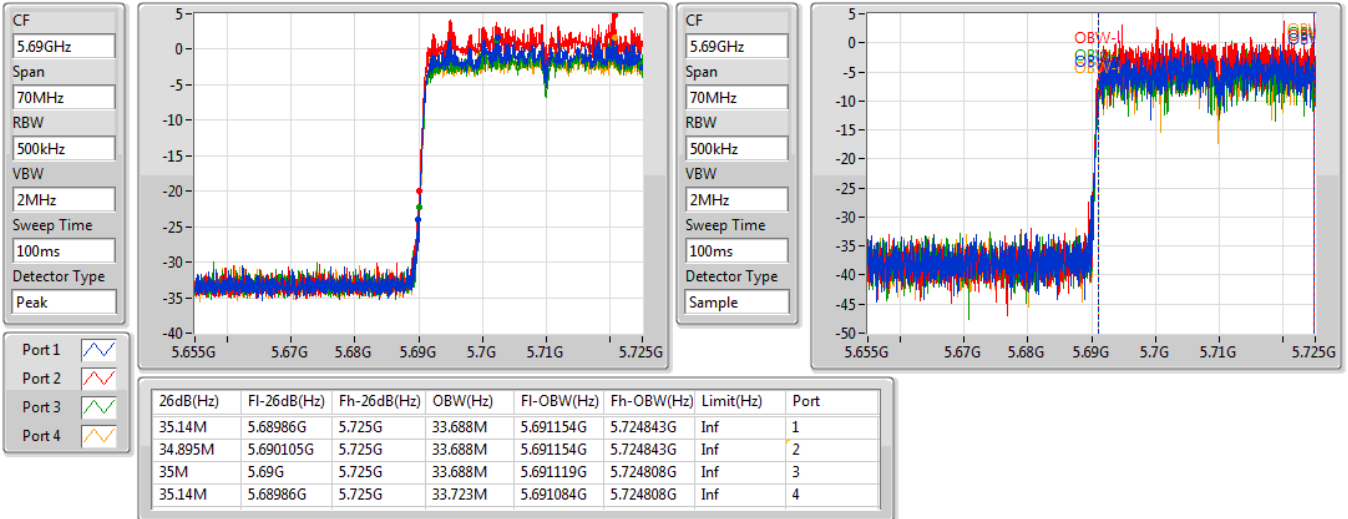 CF
5.69GHz
Span
70MHz
RBW
500kHz
VBW
2MHz
Sweep Time
100ms
Detector Type
Peak
5
0
-5
-10
-15
-20
-25
-30
-35
-40
5.655G 5.67G 5.68G 5.69G 5.7G 5.71G 5.725G
CF
5.69GHz
Span
70MHz
RBW
500kHz
VBW
2MHz
Sweep Time
100ms
Detector Type
Sample
5
0
-5
-10
-15
-20
-25
-30
-35
-40
-45
-50
OBW-l
5.655G 5.67G 5.68G 5.69G 5.7G 5.71G 5.725G
Port 1
Port 2
Port 3
Port 4
26dB(Hz) Fl-26dB(Hz) Fh-26dB(Hz) OBW(Hz) Fl-OBW(Hz) Fh-OBW(Hz) Limit(Hz) Port
35.14M 5.68986G 5.725G 33.688M 5.691154G 5.724843G Inf 1
34.895M 5.690105G 5.725G 33.688M 5.691154G 5.724843G Inf 2
35M 5.69G 5.725G 33.688M 5.691119G 5.724808G Inf 3
35.14M 5.68986G 5.725G 33.723M 5.691084G 5.724808G Inf 4